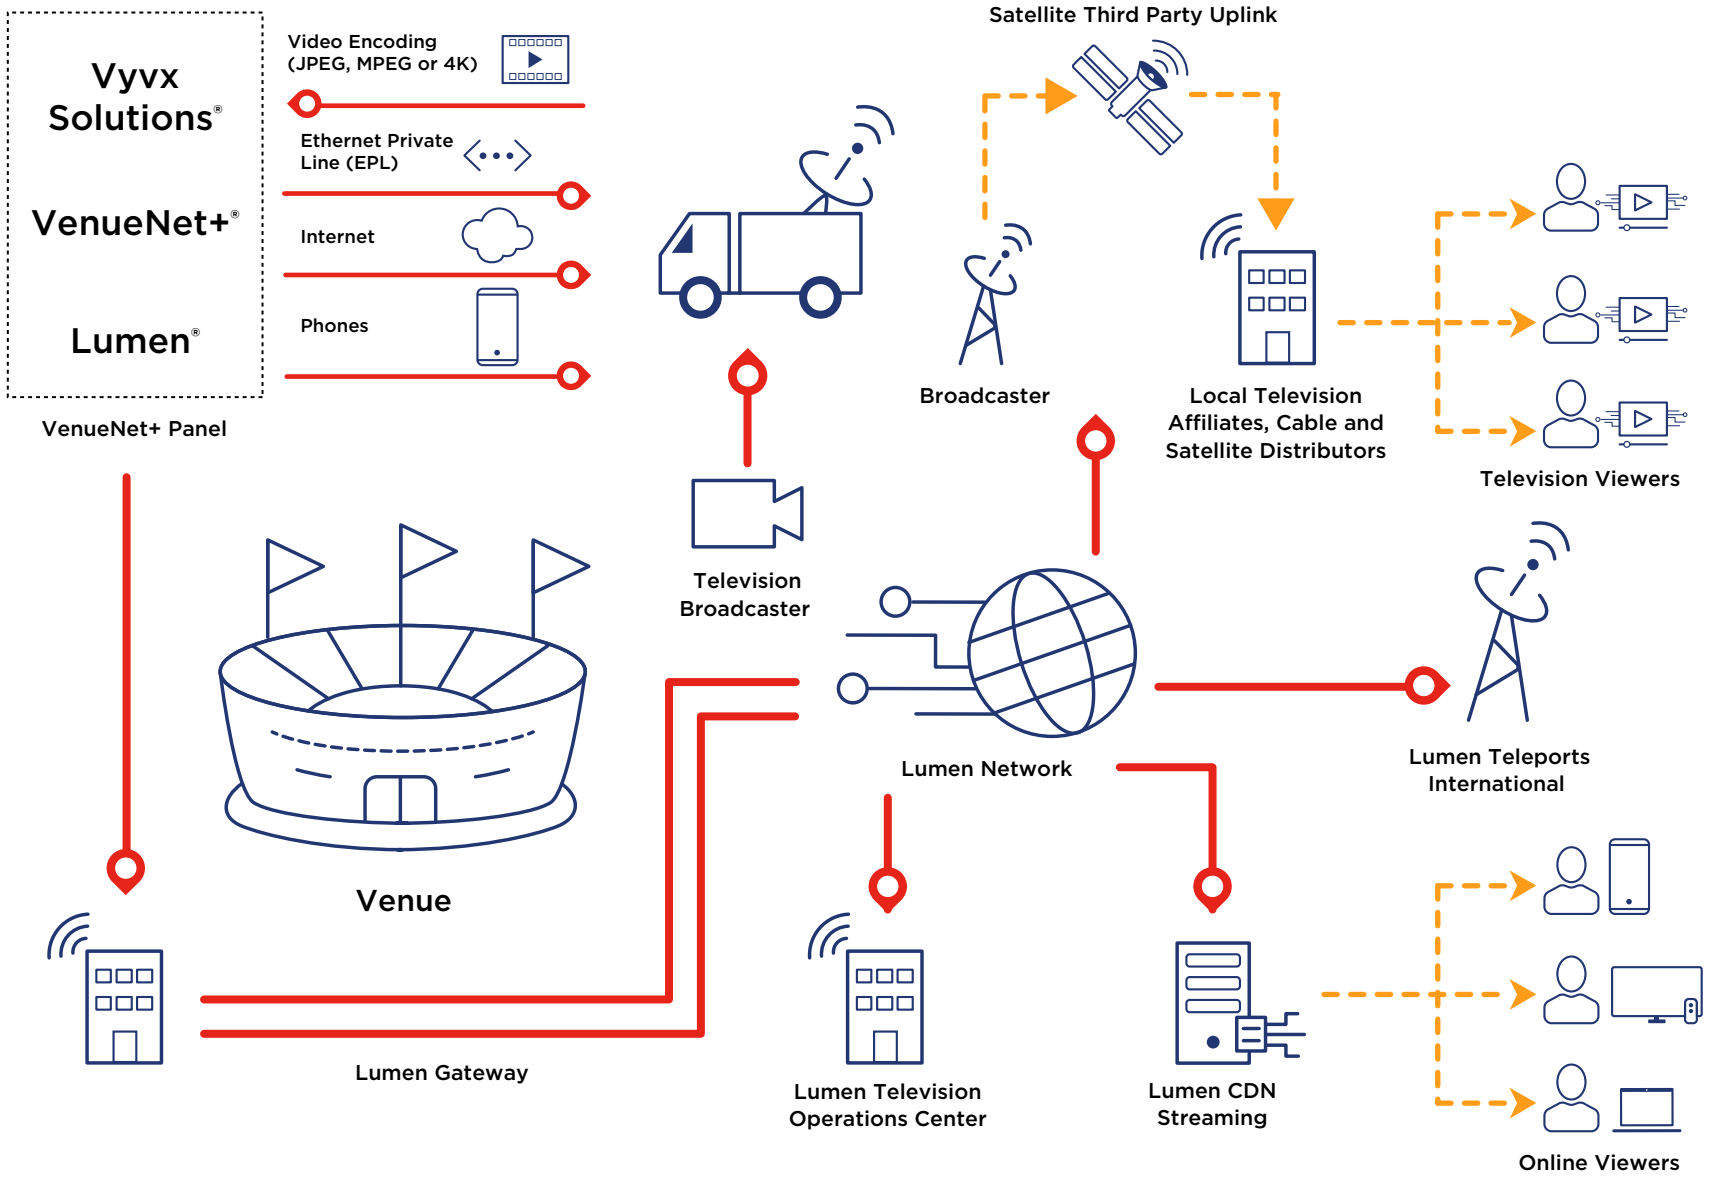 Satellite Third Party Uplink
Vyvx
Solutions®
VenueNet+®
Lumen®
VenueNet+ Panel
Video Encoding
(JPEG, MPEG or 4K)
Ethernet Private
Line (EPL)
Internet
Phones
Broadcaster
Local Television
Affiliates, Cable and
Satellite Distributors
Television Viewers
Television
Broadcaster
Lumen Network
Lumen Teleports
International
Venue
Lumen Gateway
Lumen Television
Operations Center
Lumen CDN
Streaming
Online Viewers